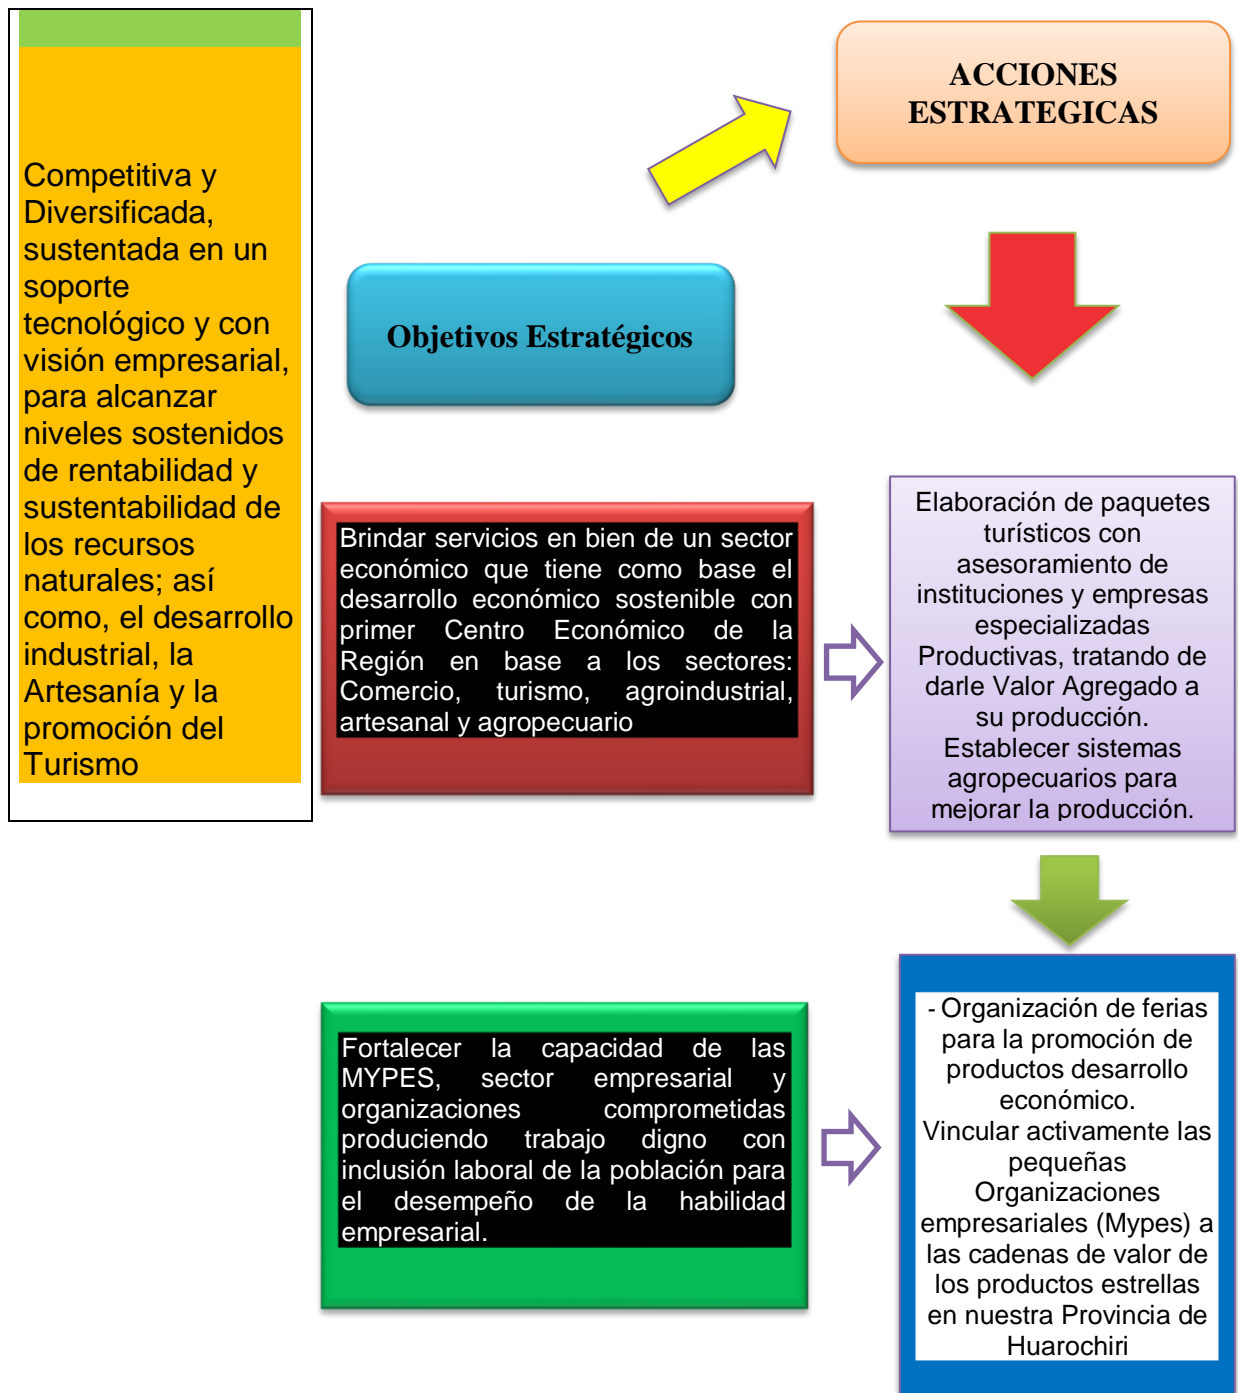 Competitiva y
Diversificada,
sustentada en un
soporte
tecnológico y con
visión empresarial,
para alcanzar
niveles sostenidos
de rentabilidad y
sustentabilidad de
los recursos
naturales; así
como, el desarrollo
industrial, la
Artesanía y la
promoción del
Turismo
ACCIONES
ESTRATEGICAS
Objetivos Estratégicos
Brindar servicios en bien de un sector
económico que tiene como base el
desarrollo económico sostenible con
primer Centro Económico de la
Región en base a los sectores:
Comercio, turismo, agroindustrial,
artesanal y agropecuario
Elaboración de paquetes
turísticos con
asesoramiento de
instituciones y empresas
especializadas
Productivas, tratando de
darle Valor Agregado a
su producción.
Establecer sistemas
agropecuarios para
mejorar la producción.
Fortalecer la capacidad de las
MYPES, sector empresarial y
organizaciones comprometidas
produciendo trabajo digno con
inclusión laboral de la población para
el desempeño de la habilidad
empresarial.
- Organización de ferias
para la promoción de
productos desarrollo
económico.
Vincular activamente las
pequeñas
Organizaciones
empresariales (Mypes) a
las cadenas de valor de
los productos estrellas
en nuestra Provincia de
Huarochiri